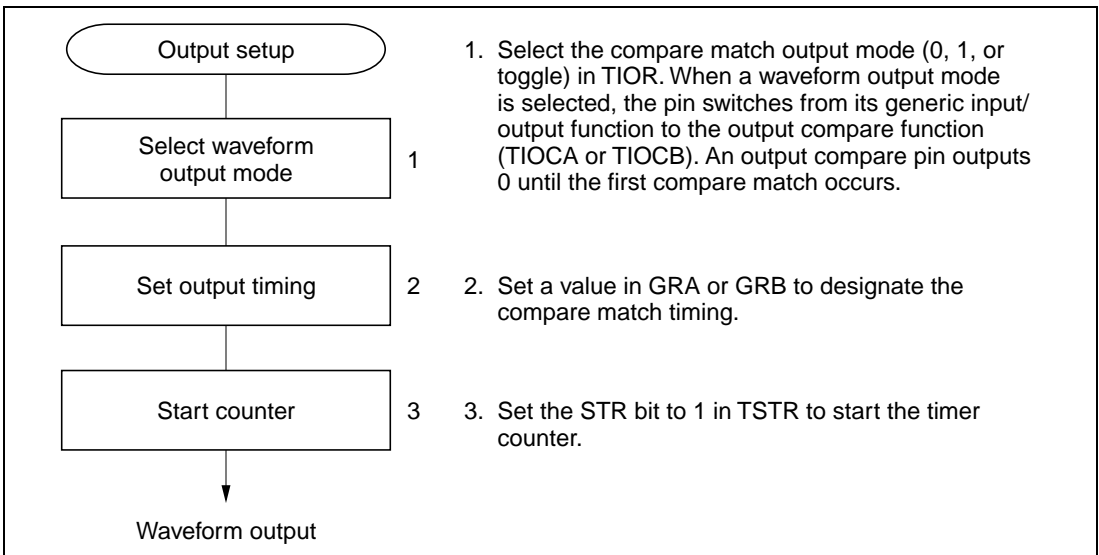 Output setup
1. Select the compare match output mode (0, 1, or
toggle) in TIOR. When a waveform output mode
is selected, the pin switches from its generic input/
output function to the output compare function
(TIOCA or TIOCB). An output compare pin outputs
0 until the first compare match occurs.
Select waveform
output mode
1
Set output timing
2
2. Set a value in GRA or GRB to designate the
compare match timing.
Start counter
3
3. Set the STR bit to 1 in TSTR to start the timer
counter.
Waveform output